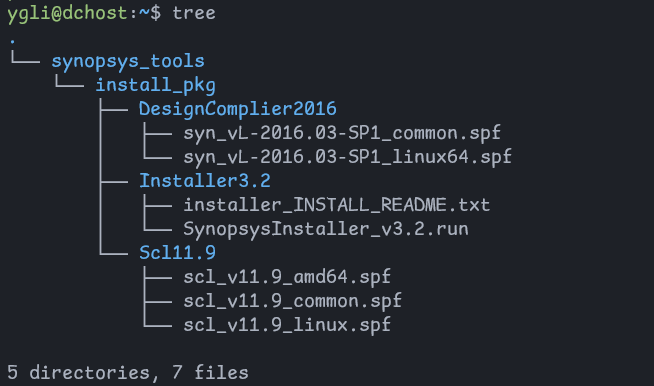 ygli@dchost:~$ tree
.
└── synopsys_tools
    └── install_pkg
        ├── DesignComplier2016
        │   ├── syn_vL-2016.03-SP1_common.spf
        │   └── syn_vL-2016.03-SP1_linux64.spf
        ├── Installer3.2
        │   ├── installer_INSTALL_README.txt
        │   └── SynopsysInstaller_v3.2.run
        └── Scl11.9
            ├── scl_v11.9_amd64.spf
            ├── scl_v11.9_common.spf
            └── scl_v11.9_linux.spf
5 directories, 7 files